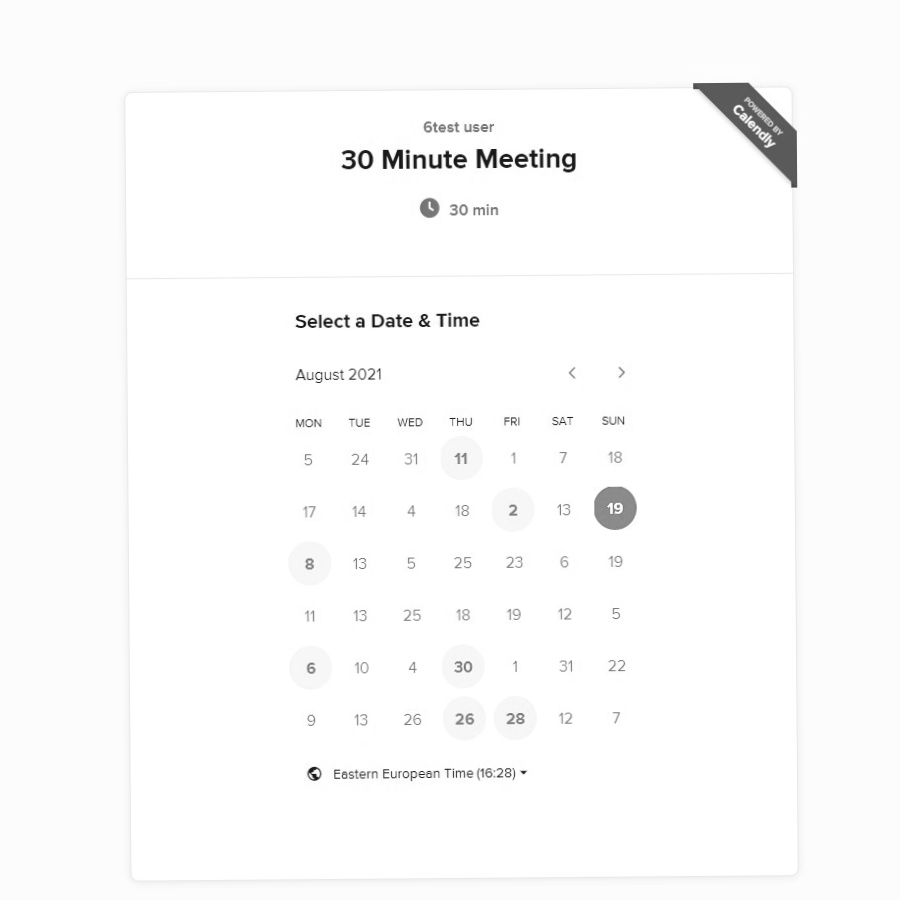 6test user
POWERED BY
Calendly
30 Minute Meeting
30 min
Select a Date & Time
August 2021
MON TUE WED THU FRI SAT SUN
5 24 31 11 1 7 18
17 14 4 18 2 13 19
8 13 5 25 23 6 19
11 13 25 18 19 12 5
6 10 4 30 1 31 22
9 13 26 26 28 12 7
Eastern European Time (16:28)